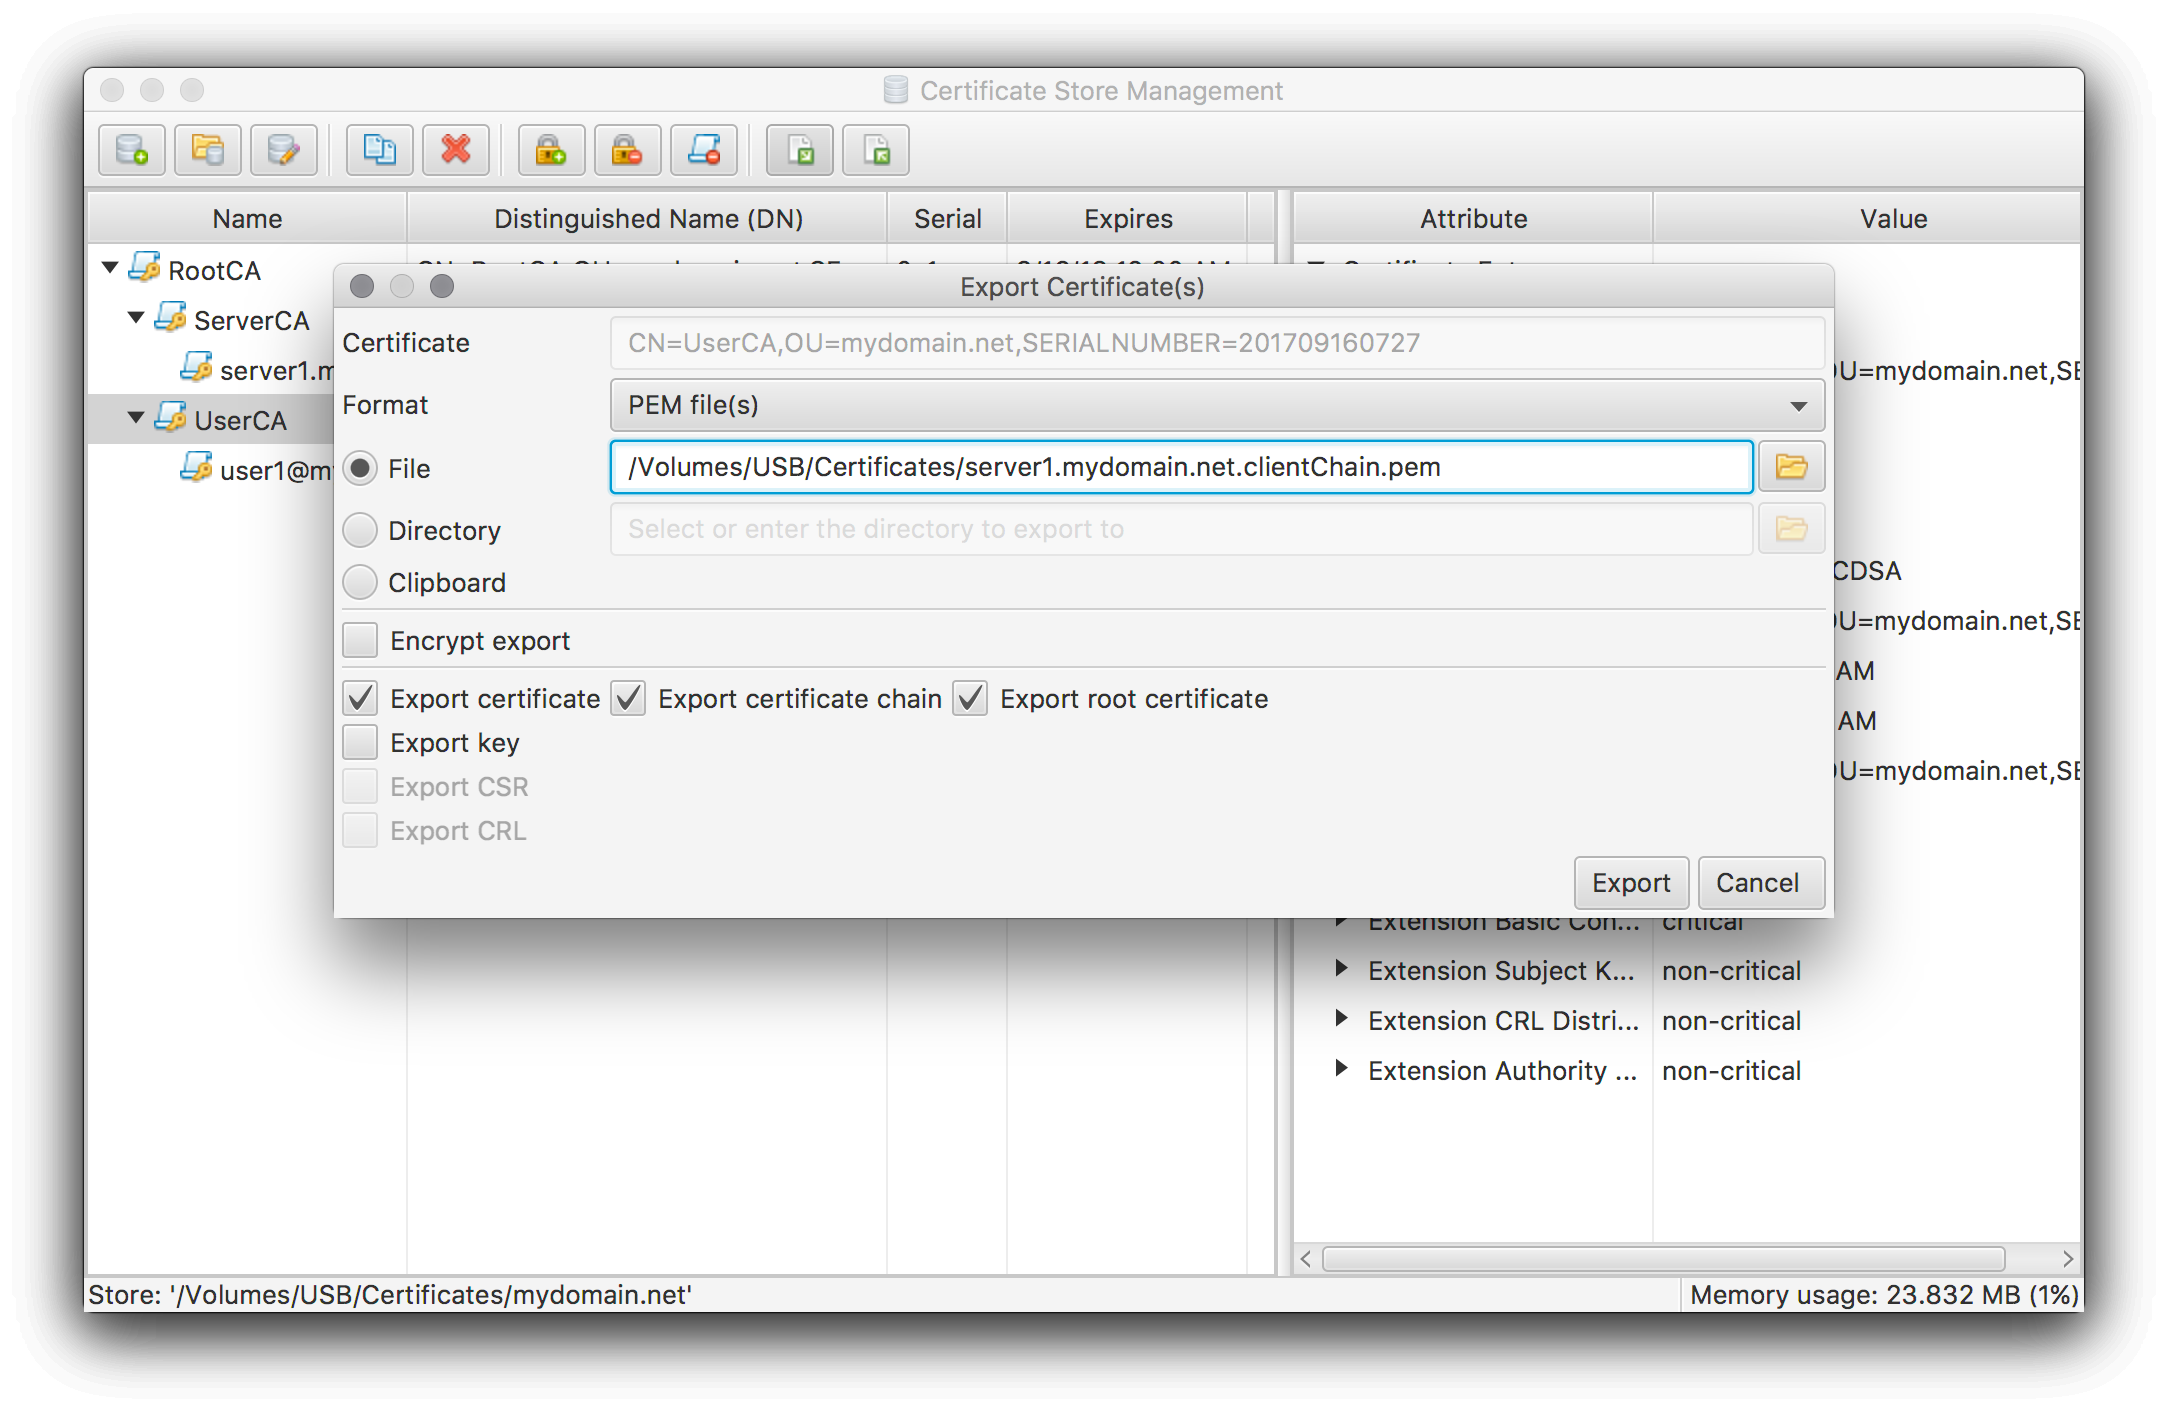 Certificate Store Management
Name Distinguished Name (DN) Serial Expires Attribute Value
RootCA
ServerCA
server1.m
UserCA
user1@m
Export Certificate(s)
Certificate CN=UserCA,OU=mydomain.net,SERIALNUMBER=201709160727
Format PEM file(s)
File /Volumes/USB/Certificates/server1.mydomain.net.clientChain.pem
Directory Select or enter the directory to export to
Clipboard
Encrypt export
Export certificate Export certificate chain Export root certificate
Export key
Export CSR
Export CRL
Export Cancel
OU=mydomain.net,SE
CDSA
OU=mydomain.net,SE
AM
AM
OU=mydomain.net,SE
Extension Basic Con... critical
Extension Subject K... non-critical
Extension CRL Distri... non-critical
Extension Authority ... non-critical
Store: '/Volumes/USB/Certificates/mydomain.net' Memory usage: 23.832 MB (1%)